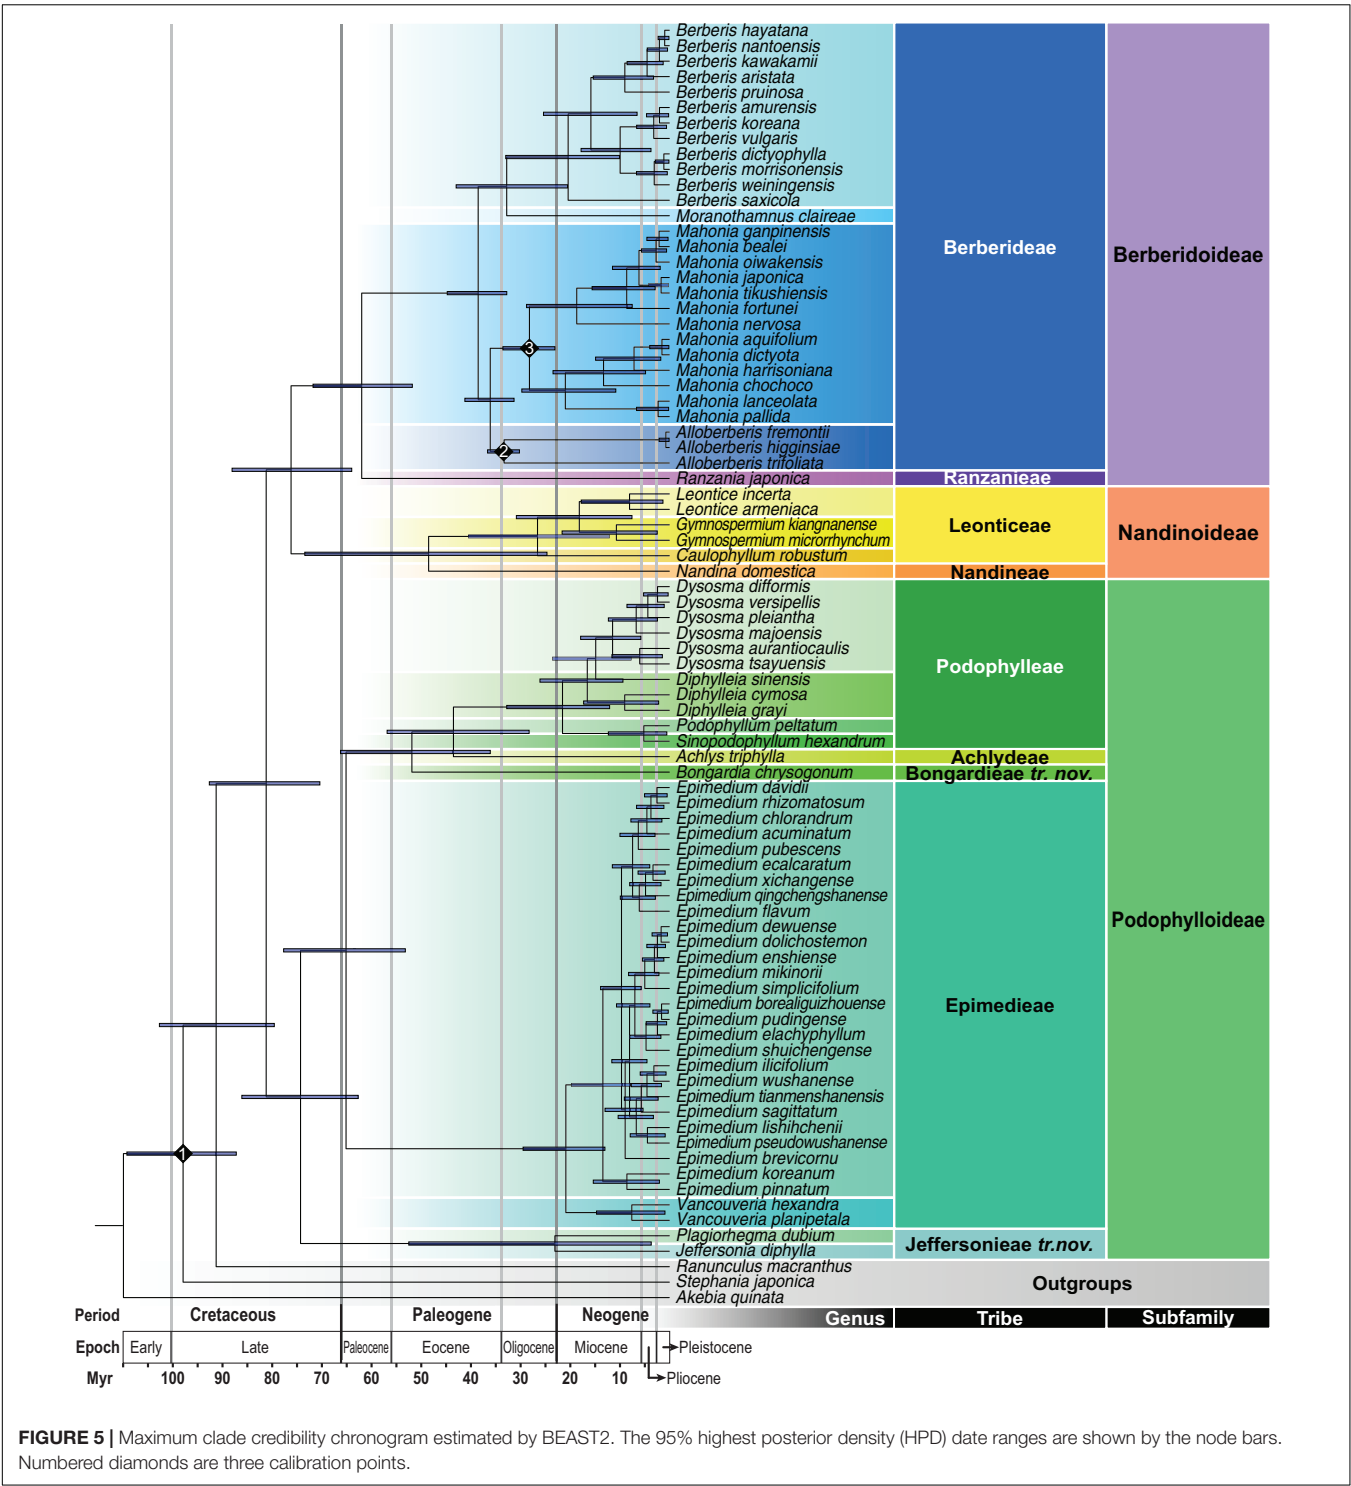 Berberis hayatana
Berberis nantoensis
Berberis kawakamii
Berberis aristata
Berberis pruinosa
Berberis amurensis
Berberis koreana
Berberis vulgaris
Berberis dictyophylla
Berberis morrisonensis
Berberis weiningensis
Berberis saxicola
Moranothamnus claireae
Mahonia ganpinensis
Mahonia bealei
Mahonia oiwakensis
Mahonia japonica
Mahonia tikushiensis
Mahonia fortunei
Mahonia nervosa
Mahonia aquifolium
Mahonia dictyota
Mahonia harrisoniana
Mahonia chochoco
Mahonia lanceolata
Mahonia pallida
Alloberberis fremontii
Alloberberis higginsiae
Alloberberis trifoliata
Ranzania japonica
Leontice incerta
Leontice armeniaca
Gymnospermium kiangnanense
Gymnospermium microrrhynchum
Caulophyllum robustum
Nandina domestica
Dysosma difformis
Dysosma versipellis
Dysosma pleiantha
Dysosma majoensis
Dysosma aurantiocaulis
Dysosma tsayuensis
Diphylleia sinensis
Diphylleia cymosa
Diphylleia grayi
Podophyllum peltatum
Sinopodophyllum hexandrum
Achlys triphylla
Bongardia chrysogonum
Epimedium davidii
Epimedium rhizomatosum
Epimedium chlorandrum
Epimedium acuminatum
Epimedium pubescens
Epimedium ecalcaratum
Epimedium xichangense
Epimedium qingchengshanense
Epimedium flavum
Epimedium dewuense
Epimedium dolichostemon
Epimedium enshiense
Epimedium mikinorii
Epimedium simplicifolium
Epimedium borealiguizhouense
Epimedium pudingense
Epimedium elachyphyllum
Epimedium shuichengense
Epimedium ilicifolium
Epimedium wushanense
Epimedium tianmenshanensis
Epimedium sagittatum
Epimedium lishihchenii
Epimedium pseudowushanense
Epimedium brevicornu
Epimedium koreanum
Epimedium pinnatum
Vancouveria hexandra
Vancouveria planipetala
Plagiorhegma dubium
Jeffersonia diphylla
Ranunculus macranthus
Stephania japonica
Akebia quinata
3
2
1
Berberideae
Ranzanieae
Leonticeae
Nandineae
Podophylleae
Achlydeae
Bongardieae tr. nov.
Epimedieae
Jeffersonieae tr.nov.
Outgroups
Berberidoideae
Nandinoideae
Podophylloideae
Period Cretaceous Paleogene Neogene Genus Tribe Subfamily
Epoch Early Late Paleocene Eocene Oligocene Miocene Pleistocene
Myr 100 90 80 70 60 50 40 30 20 10 Pliocene
FIGURE 5 | Maximum clade credibility chronogram estimated by BEAST2. The 95% highest posterior density (HPD) date ranges are shown by the node bars.
Numbered diamonds are three calibration points.